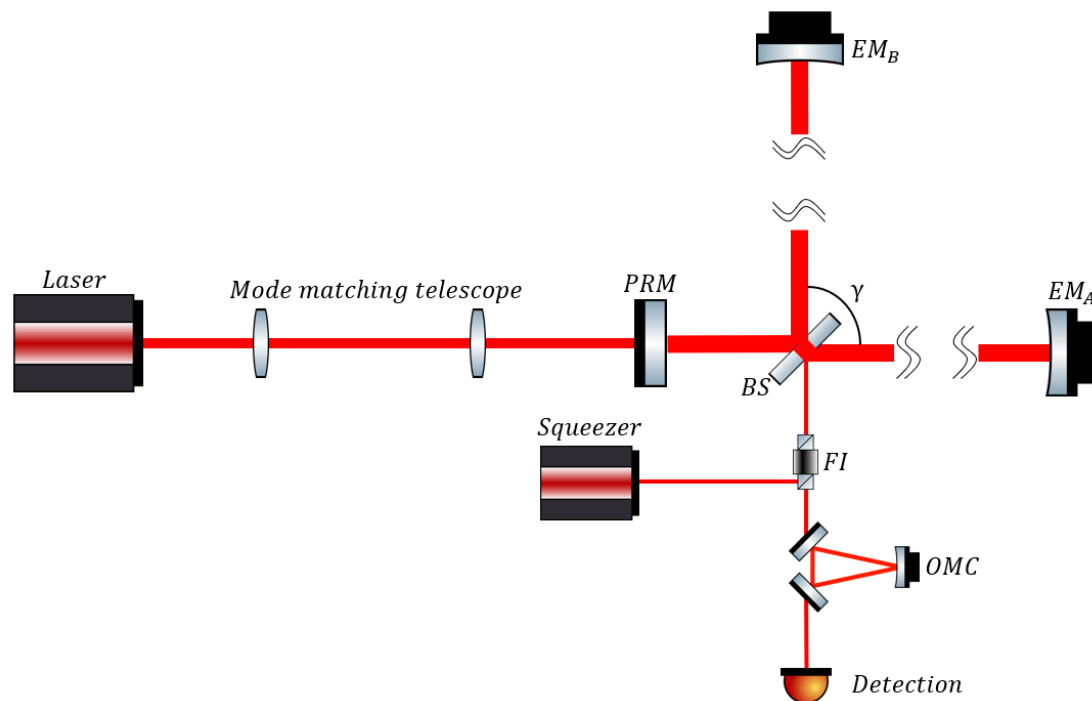 EM_B
Laser
Mode matching telescope
PRM
γ
EM_A
BS
Squeezer
FI
OMC
Detection